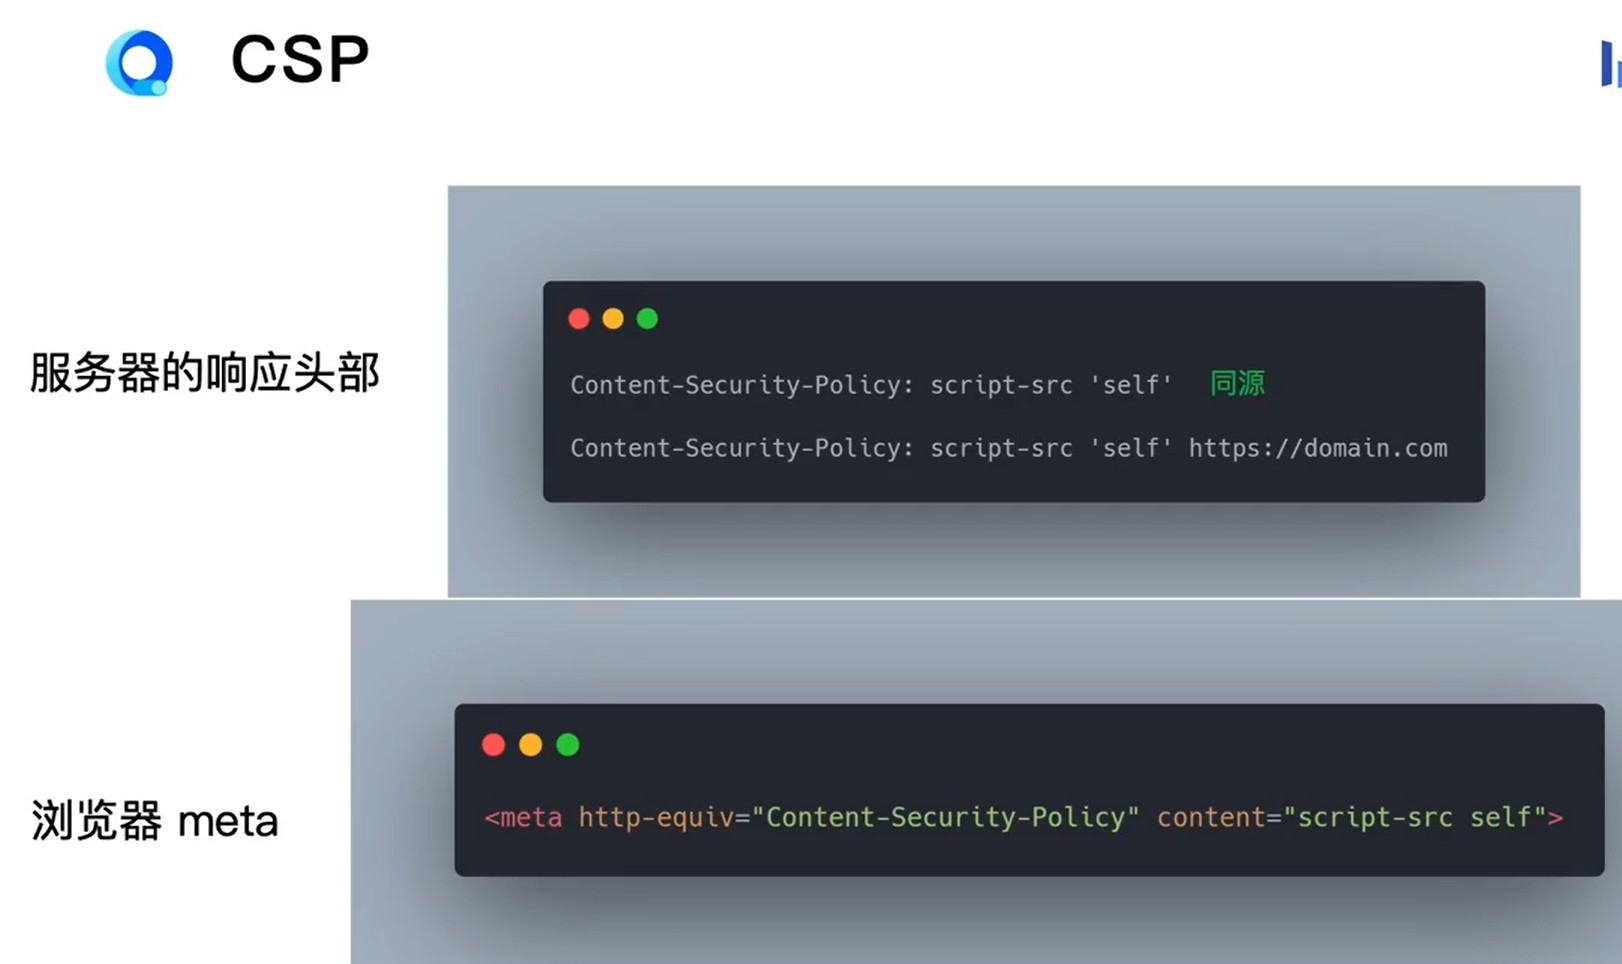 CSP
服务器的响应头部
Content-Security-Policy: script-src 'self' 同源
Content-Security-Policy: script-src 'self' https://domain.com
浏览器 meta
<meta http-equiv="Content-Security-Policy" content="script-src self">